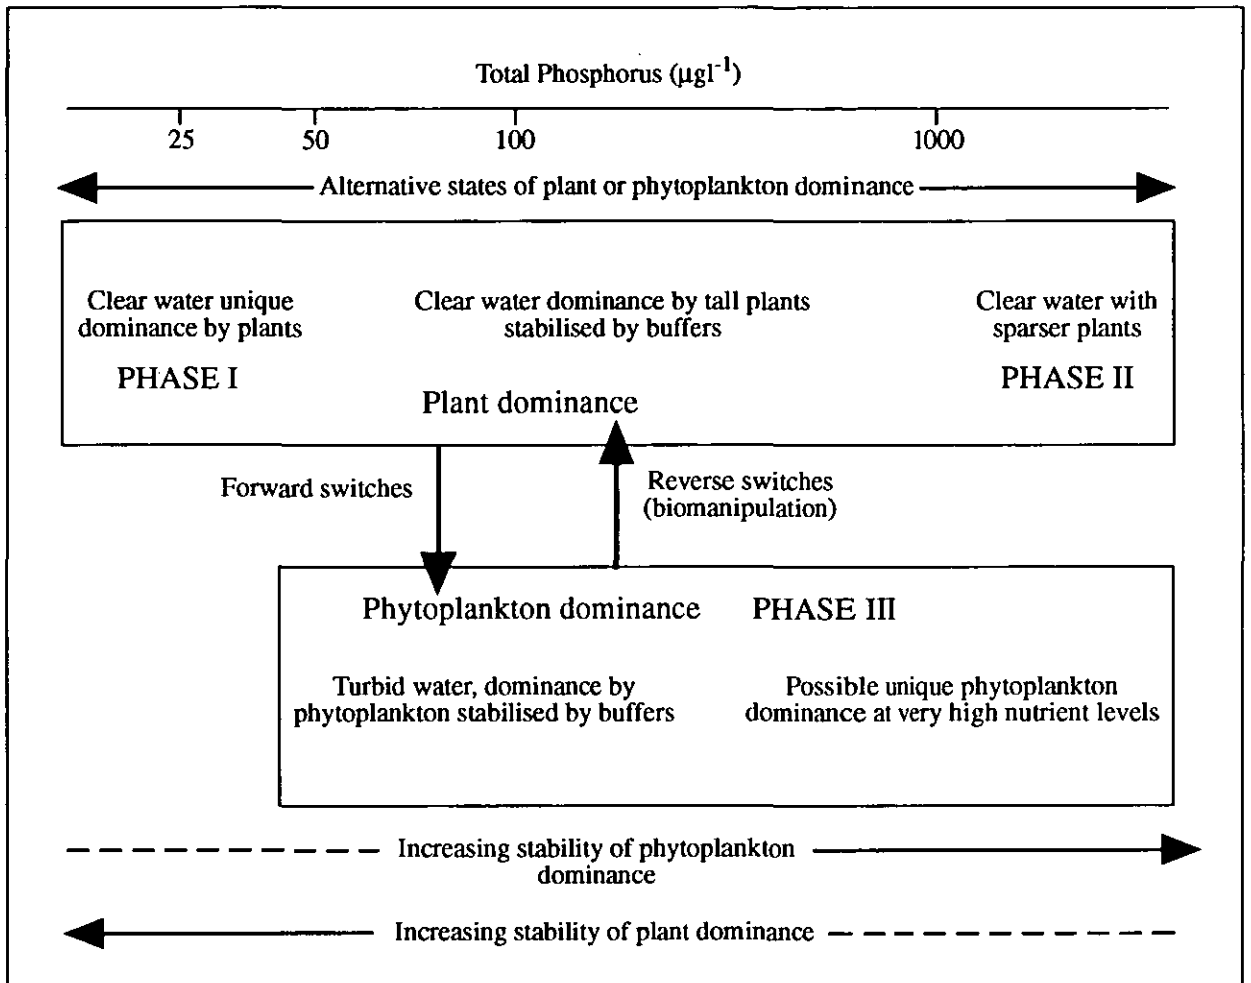 Total Phosphorus (µgl⁻¹)
25 50 100 1000
Alternative states of plant or phytoplankton dominance
Clear water unique
dominance by plants
PHASE I
Clear water dominance by tall plants
stabilised by buffers
Plant dominance
Clear water with
sparser plants
PHASE II
Forward switches
Reverse switches
(biomanipulation)
Phytoplankton dominance PHASE III
Turbid water, dominance by
phytoplankton stabilised by buffers
Possible unique phytoplankton
dominance at very high nutrient levels
Increasing stability of phytoplankton
dominance
Increasing stability of plant dominance